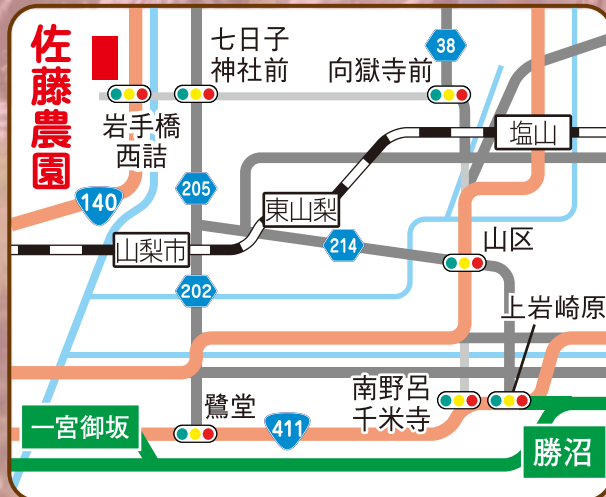 佐藤農園
七日子
神社前
38
向獄寺前
岩手橋
西詰
塩山
205
140
東山梨
山梨市
214
山区
202
上岩崎原
南野呂
千米寺
鷺堂
411
一宮御坂
勝沼